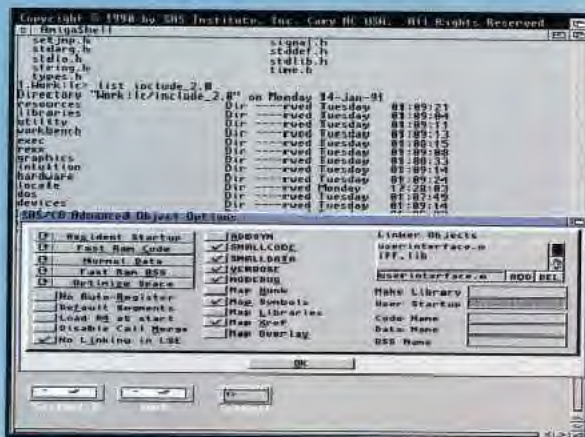 Copyright © 1990 by SAS Institute, Inc. Cary NC USA. All Rights Reserved
AmigaShell
setjmp.h signal.h
stdarg.h stddef.h
stdio.h stdlib.h
string.h time.h
types.h
1.Work:lc> list include_2.0
Directory "Work:lc/include_2.0" on Monday 14-Jan-91
resources Dir ----rwed Tuesday 01:09:21
libraries Dir ----rwed Tuesday 01:09:04
utility Dir ----rwed Tuesday 01:09:11
workbench Dir ----rwed Tuesday 01:09:13
exec Dir ----rwed Tuesday
rexx Dir ----rwed Tuesday
graphics Dir ----rwed Tuesday
intuition Dir ----rwed Tuesday
hardware Dir ----rwed Tuesday
locale Dir ----rwed Monday
dos Dir ----rwed Tuesday
devices Dir ----rwed Tuesday
SAS/C® Advanced Object Options
Resident Startup
Fast Ram Code
Normal Data
Fast Ram BSS
Optimize Space
No Auto-Register
Default Segments
Load A4 at start
Disable Call Merge
No Linking in LSE
ADDSYM
SMALLCODE
SMALLDATA
VERBOSE
NODEBUG
Map Hunk
Map Symbols
Map Libraries
Map Xref
Map Overlay
Linker Objects
userinterface.o
userinterface.o ADD DEL
Make Library
User Startup
Code Name
Data Name
BSS Name
OK